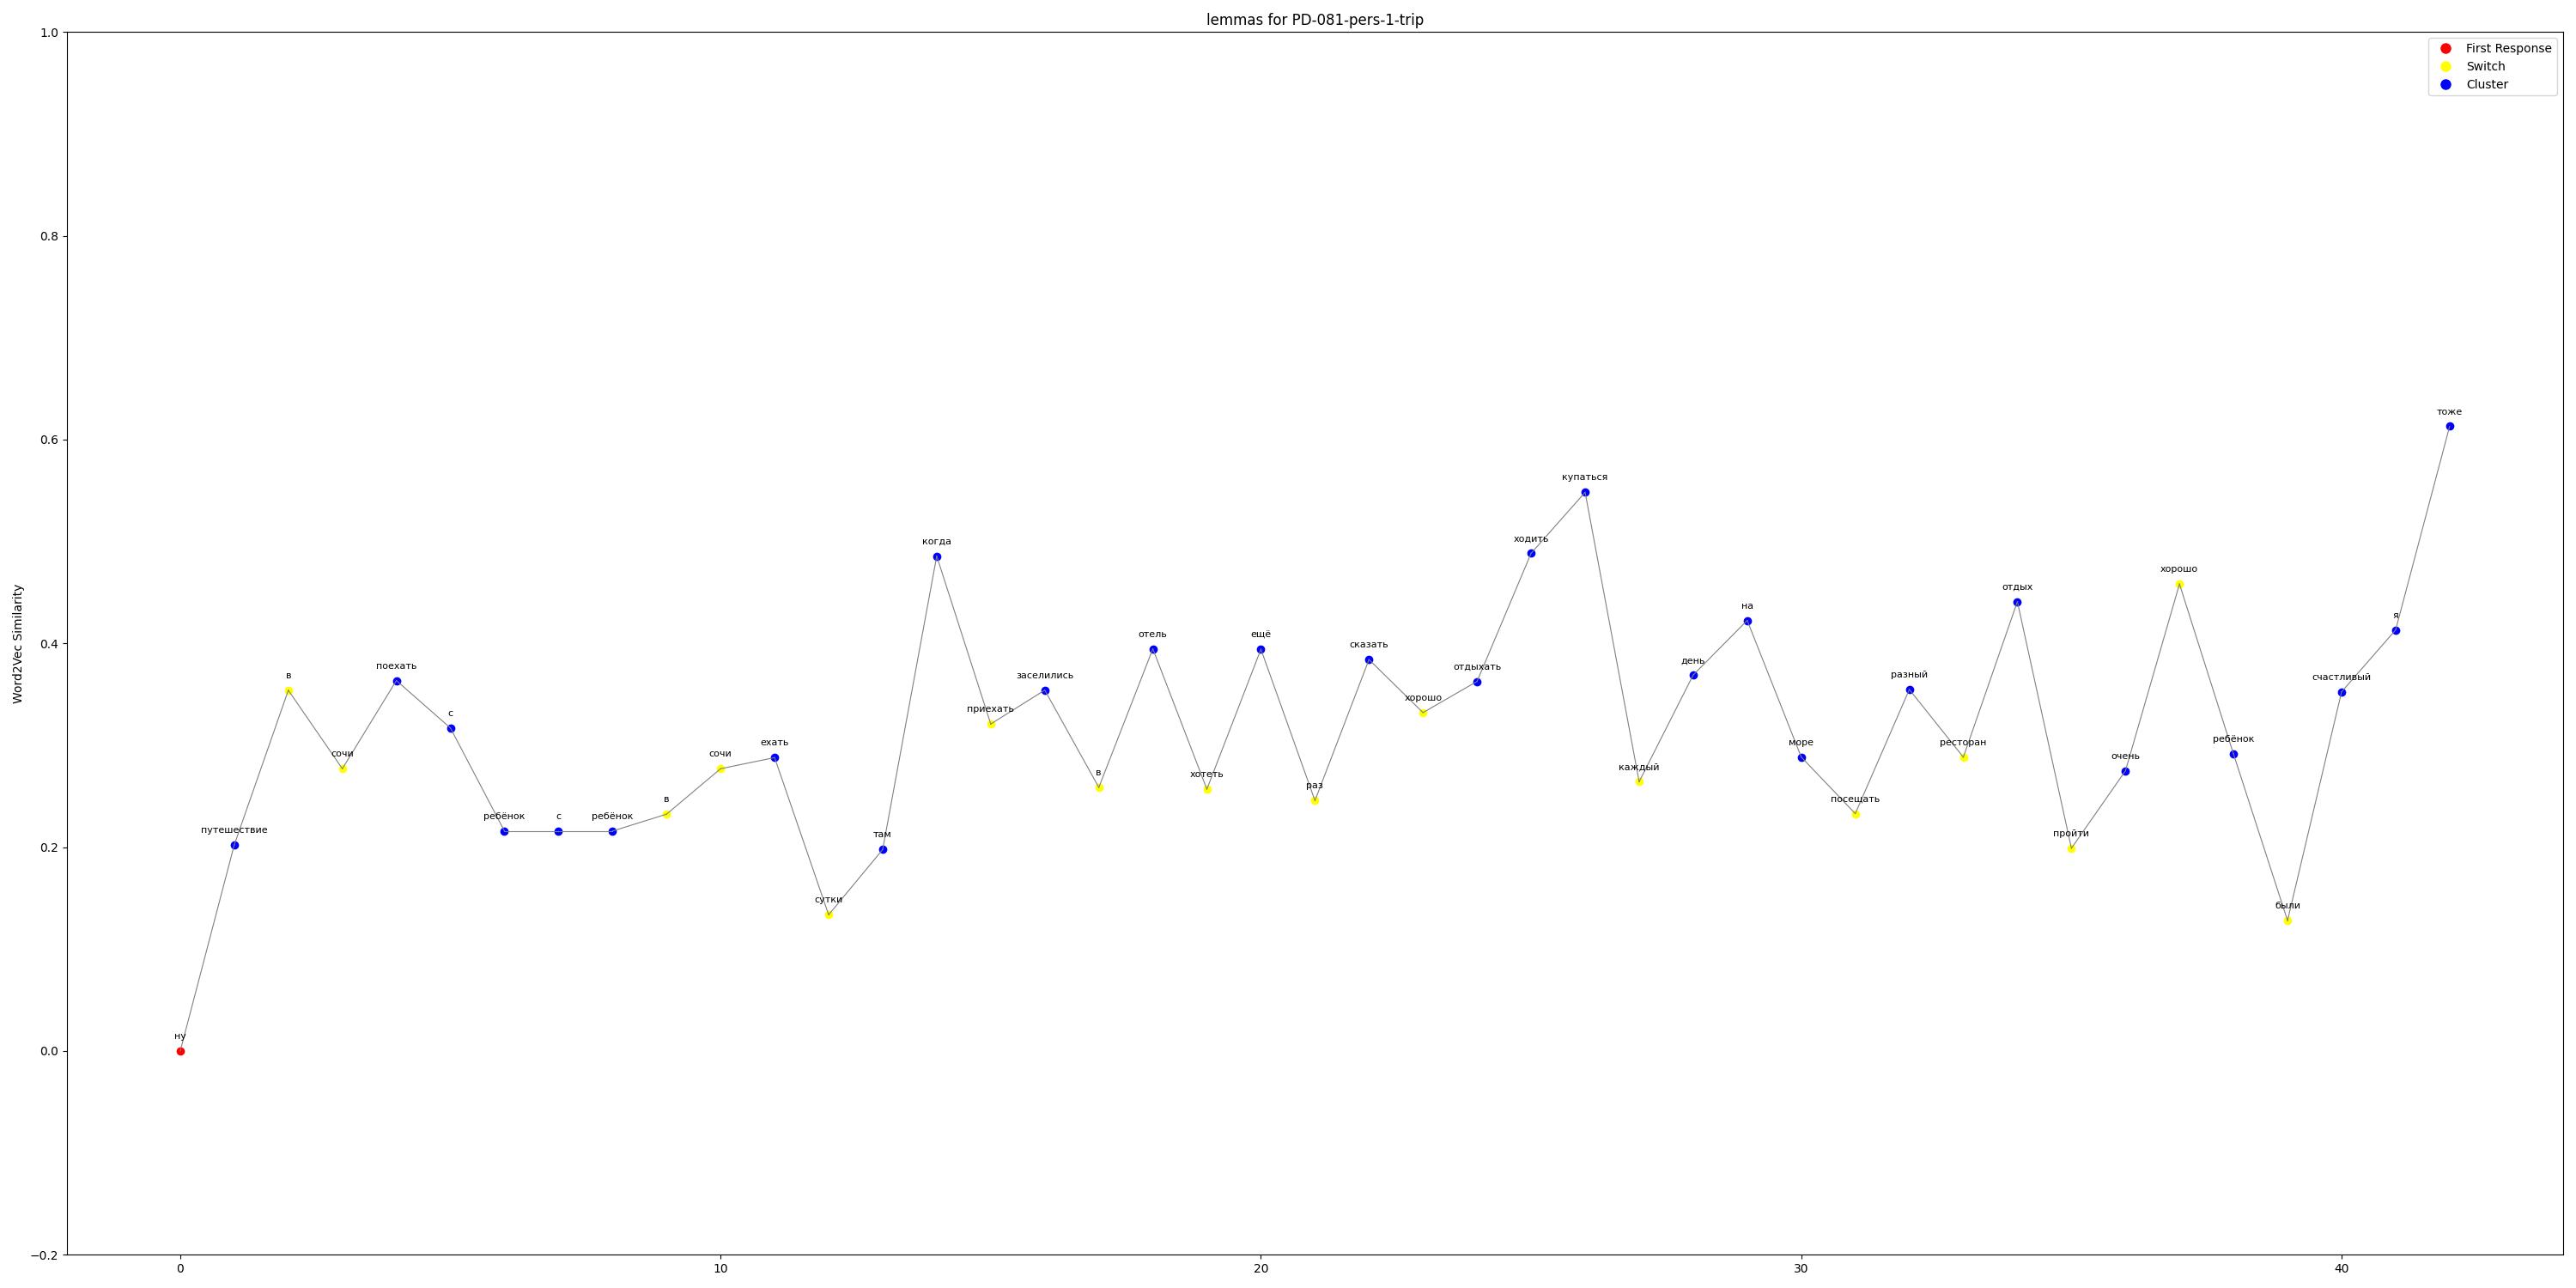 lemmas for PD-081-pers-1-trip
First Response
Switch
Cluster
Word2Vec Similarity
1.0
0.8
0.6
0.4
0.2
0.0
−0.2
ну
путешествие
в
сочи
поехать
с
ребёнок
с
ребёнок
в
сочи
ехать
сутки
там
когда
приехать
заселились
в
отель
хотеть
ещё
раз
сказать
хорошо
отдыхать
ходить
купаться
каждый
день
на
море
посещать
разный
ресторан
отдых
пройти
очень
хорошо
ребёнок
были
счастливый
я
тоже
0 10 20 30 40